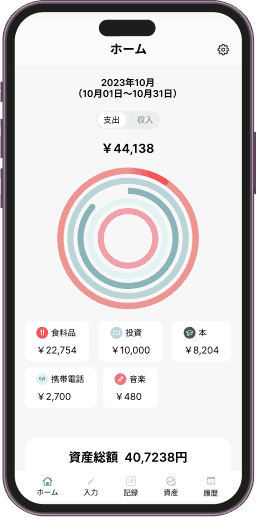 ホーム
2023年10月
（10月01日〜10月31日）
支出 収入
￥44,138
食料品 投資 本
￥22,754 ￥10,000 ￥8,204
携帯電話 音楽
￥2,700 ￥480
資産総額 40,7238円
ホーム 入力 記録 資産 履歴